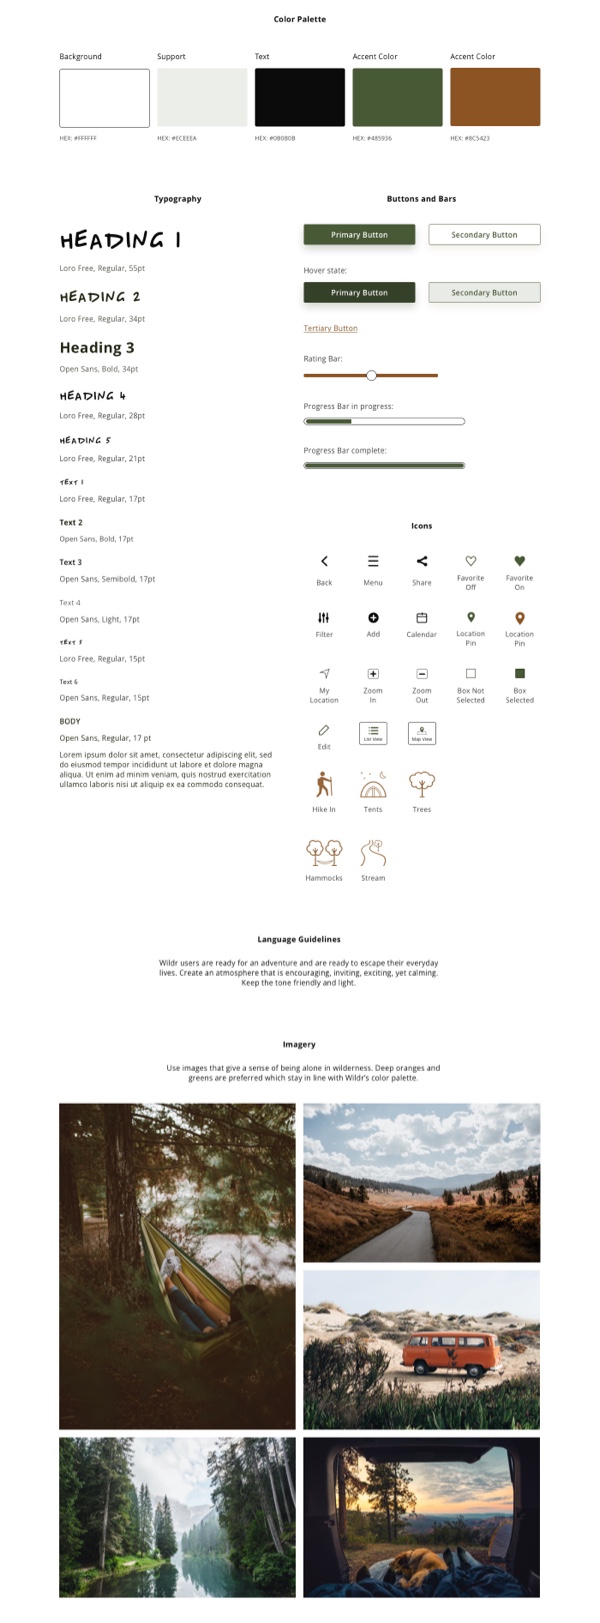 Color Palette
Background
Support
Text
Accent Color
Accent Color
HEX: #FFFFFF
HEX: #ECEEEA
HEX: #0B0B0B
HEX: #485936
HEX: #8C5423
Typography
HEADING 1
Loro Free, Regular, 55pt
HEADING 2
Loro Free, Regular, 34pt
Heading 3
Open Sans, Bold, 34pt
HEADING 4
Loro Free, Regular, 28pt
HEADING 5
Loro Free, Regular, 21pt
TEXT 1
Loro Free, Regular, 17pt
Text 2
Open Sans, Bold, 17pt
Text 3
Open Sans, Semibold, 17pt
Text 4
Open Sans, Light, 17pt
TEXT 5
Loro Free, Regular, 15pt
Text 6
Open Sans, Regular, 15pt
BODY
Open Sans, Regular, 17 pt
Lorem ipsum dolor sit amet, consectetur adipiscing elit, sed
do eiusmod tempor incididunt ut labore et dolore magna
aliqua. Ut enim ad minim veniam, quis nostrud exercitation
ullamco laboris nisi ut aliquip ex ea commodo consequat.
Buttons and Bars
Primary Button
Secondary Button
Hover state:
Primary Button
Secondary Button
Tertiary Button
Rating Bar:
Progress Bar in progress:
Progress Bar complete:
Icons
Back
Menu
Share
Favorite
Off
Favorite
On
Filter
Add
Calendar
Location
Pin
Location
Pin
My
Location
Zoom
In
Zoom
Out
Box Not
Selected
Box
Selected
Edit
List View
Map View
Hike In
Tents
Trees
Hammocks
Stream
Language Guidelines
Wildr users are ready for an adventure and are ready to escape their everyday
lives. Create an atmosphere that is encouraging, inviting, exciting, yet calming.
Keep the tone friendly and light.
Imagery
Use images that give a sense of being alone in wilderness. Deep oranges and
greens are preferred which stay in line with Wildr's color palette.